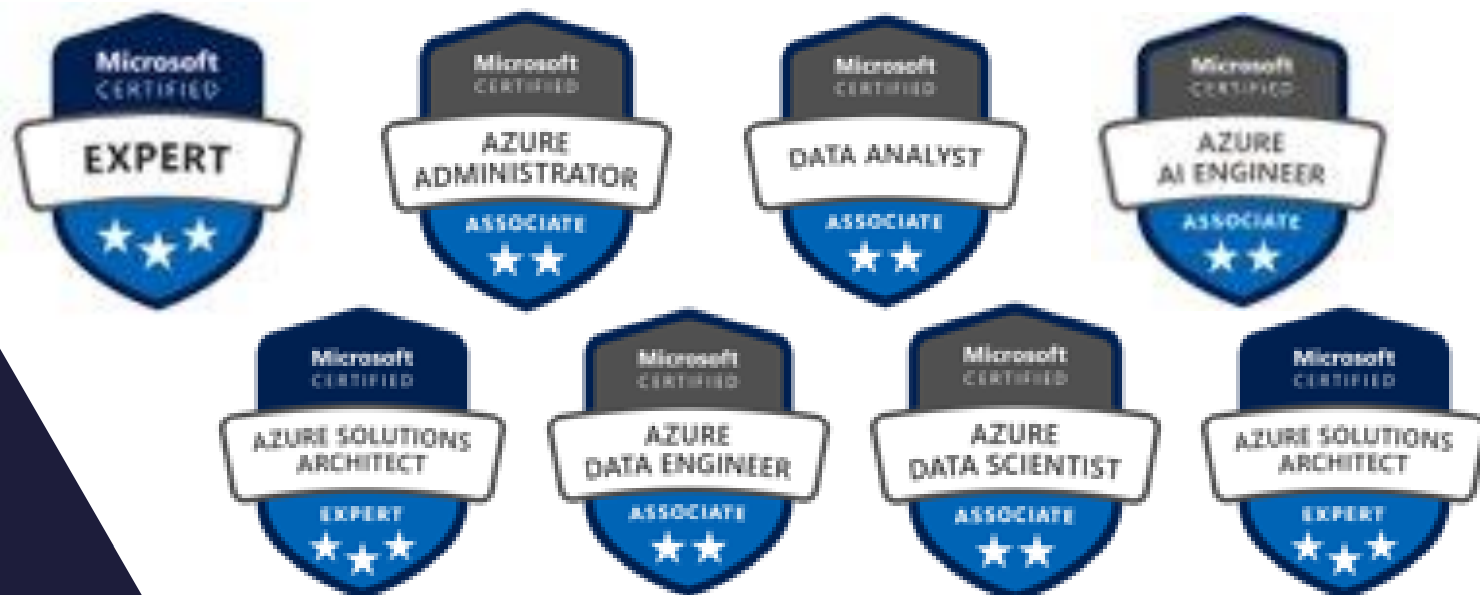 Microsoft
CERTIFIED
EXPERT
Microsoft
CERTIFIED
AZURE
ADMINISTRATOR
ASSOCIATE
Microsoft
CERTIFIED
DATA ANALYST
ASSOCIATE
Microsoft
CERTIFIED
AZURE
AI ENGINEER
ASSOCIATE
Microsoft
CERTIFIED
AZURE SOLUTIONS
ARCHITECT
EXPERT
Microsoft
CERTIFIED
AZURE
DATA ENGINEER
ASSOCIATE
Microsoft
CERTIFIED
AZURE
DATA SCIENTIST
ASSOCIATE
Microsoft
CERTIFIED
AZURE SOLUTIONS
ARCHITECT
EXPERT